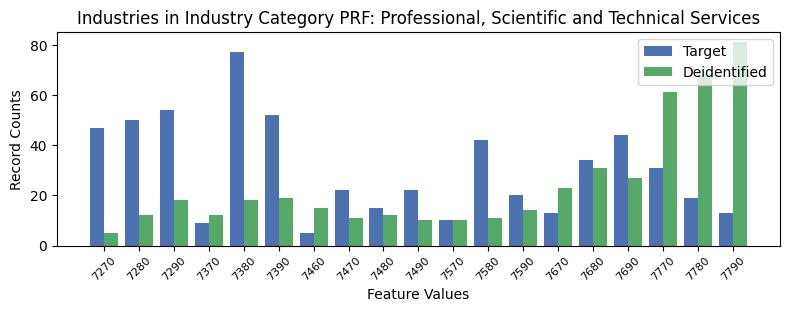 Industries in Industry Category PRF: Professional, Scientific and Technical Services
Record Counts
80
60
40
20
0
Target
Deidentified
7270 7280 7290 7370 7380 7390 7460 7470 7480 7490 7570 7580 7590 7670 7680 7690 7770 7780 7790
Feature Values